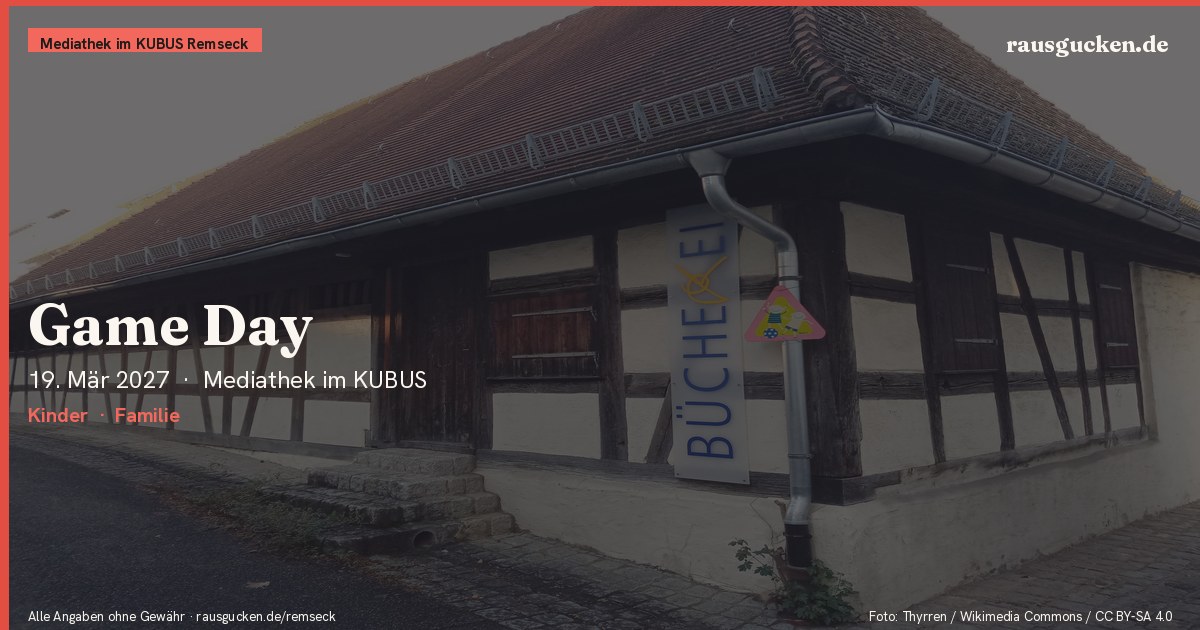 Mediathek im KUBUS Remseck
rausgucken.de
BÜCHEREI
Game Day
19. Mär 2027 · Mediathek im KUBUS
Kinder · Familie
Alle Angaben ohne Gewähr · rausgucken.de/remseck
Foto: Thyrren / Wikimedia Commons / CC BY-SA 4.0